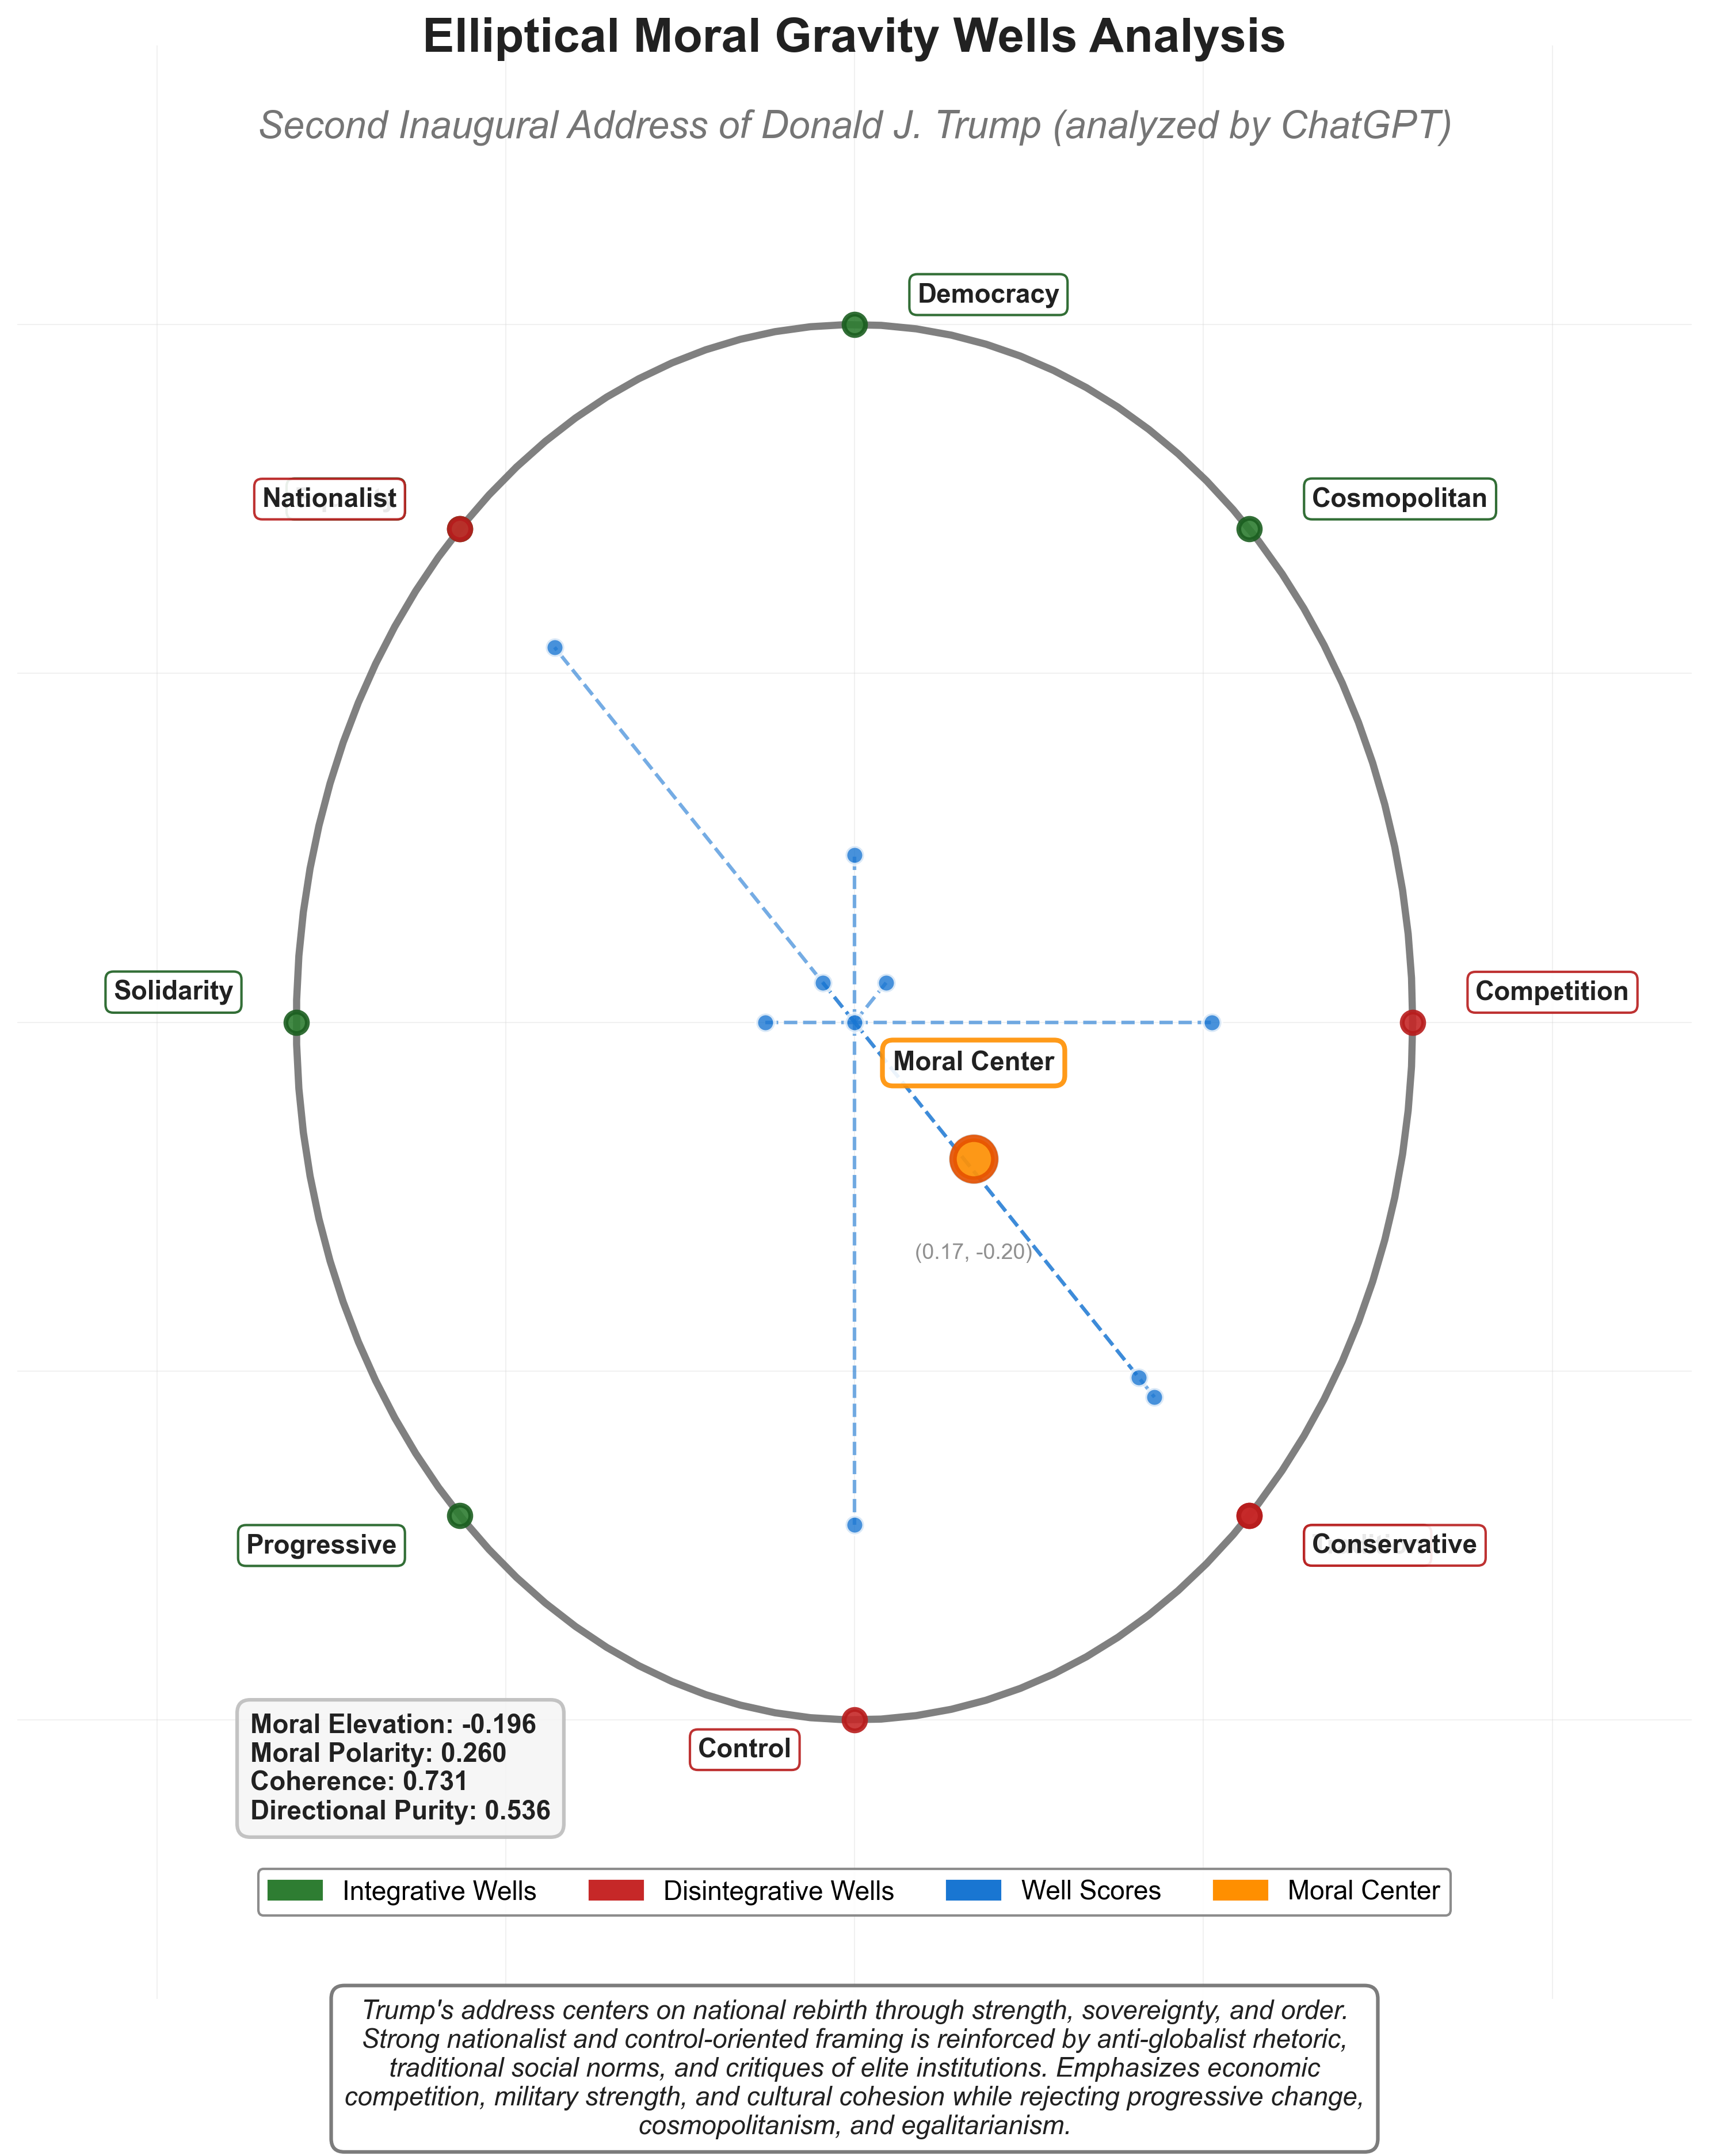 Elliptical Moral Gravity Wells Analysis
Second Inaugural Address of Donald J. Trump (analyzed by ChatGPT)
Democracy
Nationalist
Cosmopolitan
Solidarity
Competition
Moral Center
(0.17, -0.20)
Progressive
Conservative
Control
Moral Elevation: -0.196
Moral Polarity: 0.260
Coherence: 0.731
Directional Purity: 0.536
Integrative Wells
Disintegrative Wells
Well Scores
Moral Center
Trump's address centers on national rebirth through strength, sovereignty, and order.
Strong nationalist and control-oriented framing is reinforced by anti-globalist rhetoric,
traditional social norms, and critiques of elite institutions. Emphasizes economic
competition, military strength, and cultural cohesion while rejecting progressive change,
cosmopolitanism, and egalitarianism.